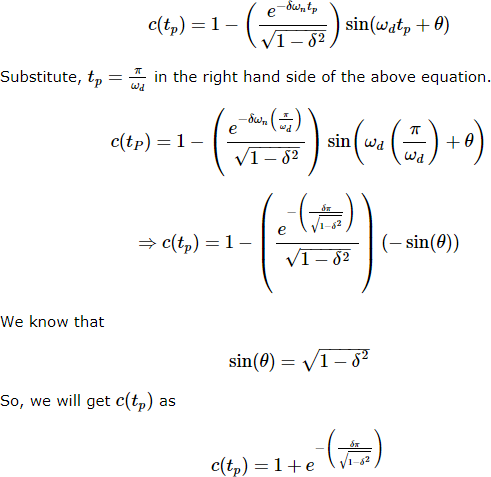 $$c(t_p) = 1 - \left(\frac{e^{-\delta\omega_n t_p}}{\sqrt{1-\delta^2}}\right)\sin(\omega_d t_p + \theta)$$
Substitute, $t_p = \frac{\pi}{\omega_d}$ in the right hand side of the above equation.
$$c(t_P) = 1 - \left(\frac{e^{-\delta\omega_n\left(\frac{\pi}{\omega_d}\right)}}{\sqrt{1-\delta^2}}\right)\sin\left(\omega_d\left(\frac{\pi}{\omega_d}\right) + \theta\right)$$
$$\Rightarrow c(t_p) = 1 - \left(\frac{e^{-\left(\frac{\delta\pi}{\sqrt{1-\delta^2}}\right)}}{\sqrt{1-\delta^2}}\right)(-\sin(\theta))$$
We know that
$$\sin(\theta) = \sqrt{1-\delta^2}$$
So, we will get $c(t_p)$ as
$$c(t_p) = 1 + e^{-\left(\frac{\delta\pi}{\sqrt{1-\delta^2}}\right)}$$